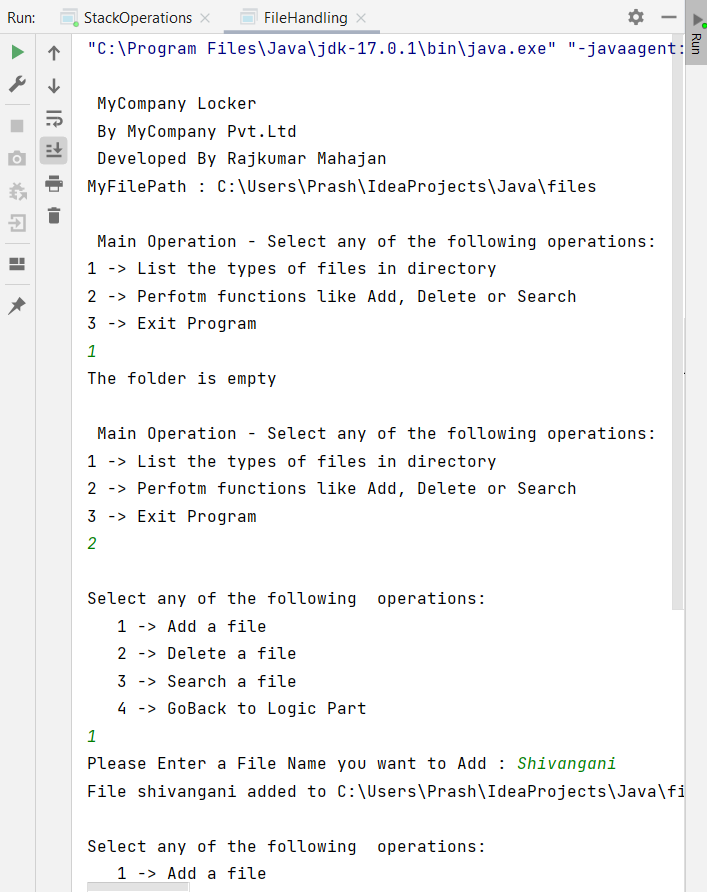 Run: StackOperations FileHandling
Run
"C:\Program Files\Java\jdk-17.0.1\bin\java.exe" "-javaagent:
MyCompany Locker
By MyCompany Pvt.Ltd
Developed By Rajkumar Mahajan
MyFilePath : C:\Users\Prash\IdeaProjects\Java\files
Main Operation - Select any of the following operations:
1 -> List the types of files in directory
2 -> Perfotm functions like Add, Delete or Search
3 -> Exit Program
1
The folder is empty
Main Operation - Select any of the following operations:
1 -> List the types of files in directory
2 -> Perfotm functions like Add, Delete or Search
3 -> Exit Program
2
Select any of the following  operations:
1 -> Add a file
2 -> Delete a file
3 -> Search a file
4 -> GoBack to Logic Part
1
Please Enter a File Name you want to Add : Shivangani
File shivangani added to C:\Users\Prash\IdeaProjects\Java\fi
Select any of the following  operations:
1 -> Add a file